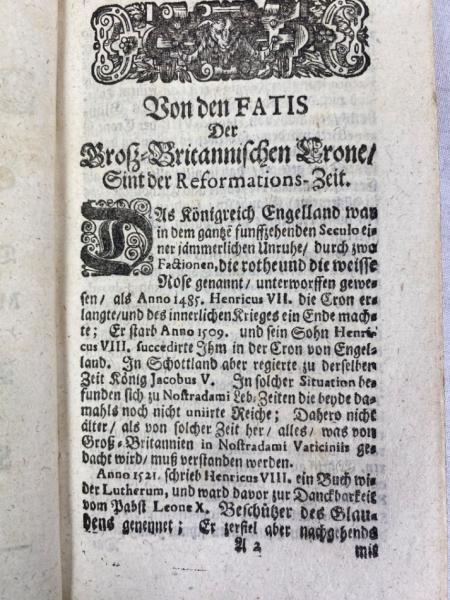 Von den FATIS
Der
Groß-Britannischen Crone/
Sint der Reformations-Zeit.
DAs Königreich Engelland war
in dem gantzẽ funffzehenden Seculo ei-
ner jämmerlichen Unruhe/ durch zwo
Factionen, die rothe und die weisse
Rose genannt, unterworffen gewe-
sen/ als Anno 1485. Henricus VII. die Cron er-
langte/und des innerlichen Krieges ein Ende mach-
te; Er starb Anno 1509. und sein Sohn Henri-
cus VIII. succedirte Ihm in der Cron von Engel-
land. In Schottland aber regierte zu derselben
Zeit König Jacobus V. In solcher Situation be-
funden sich zu Nostradami Leb-Zeiten die beyde da-
mahls noch nicht uniirte Reiche; Dahero nicht
älter/ als von solcher Zeit her/ alles/ was von
Groß-Britannien in Nostradami Vaticiniis ge-
dacht wird/ muß verstanden werden.
Anno 1521. schrieb Henricus VIII. ein Buch wi-
der Lutherum, und ward davor zur Danckbarkeit
vom Pabst Leone X. Beschützer des Glau-
bens genennet; Er zerfiel aber nachgehends
A 2 mit